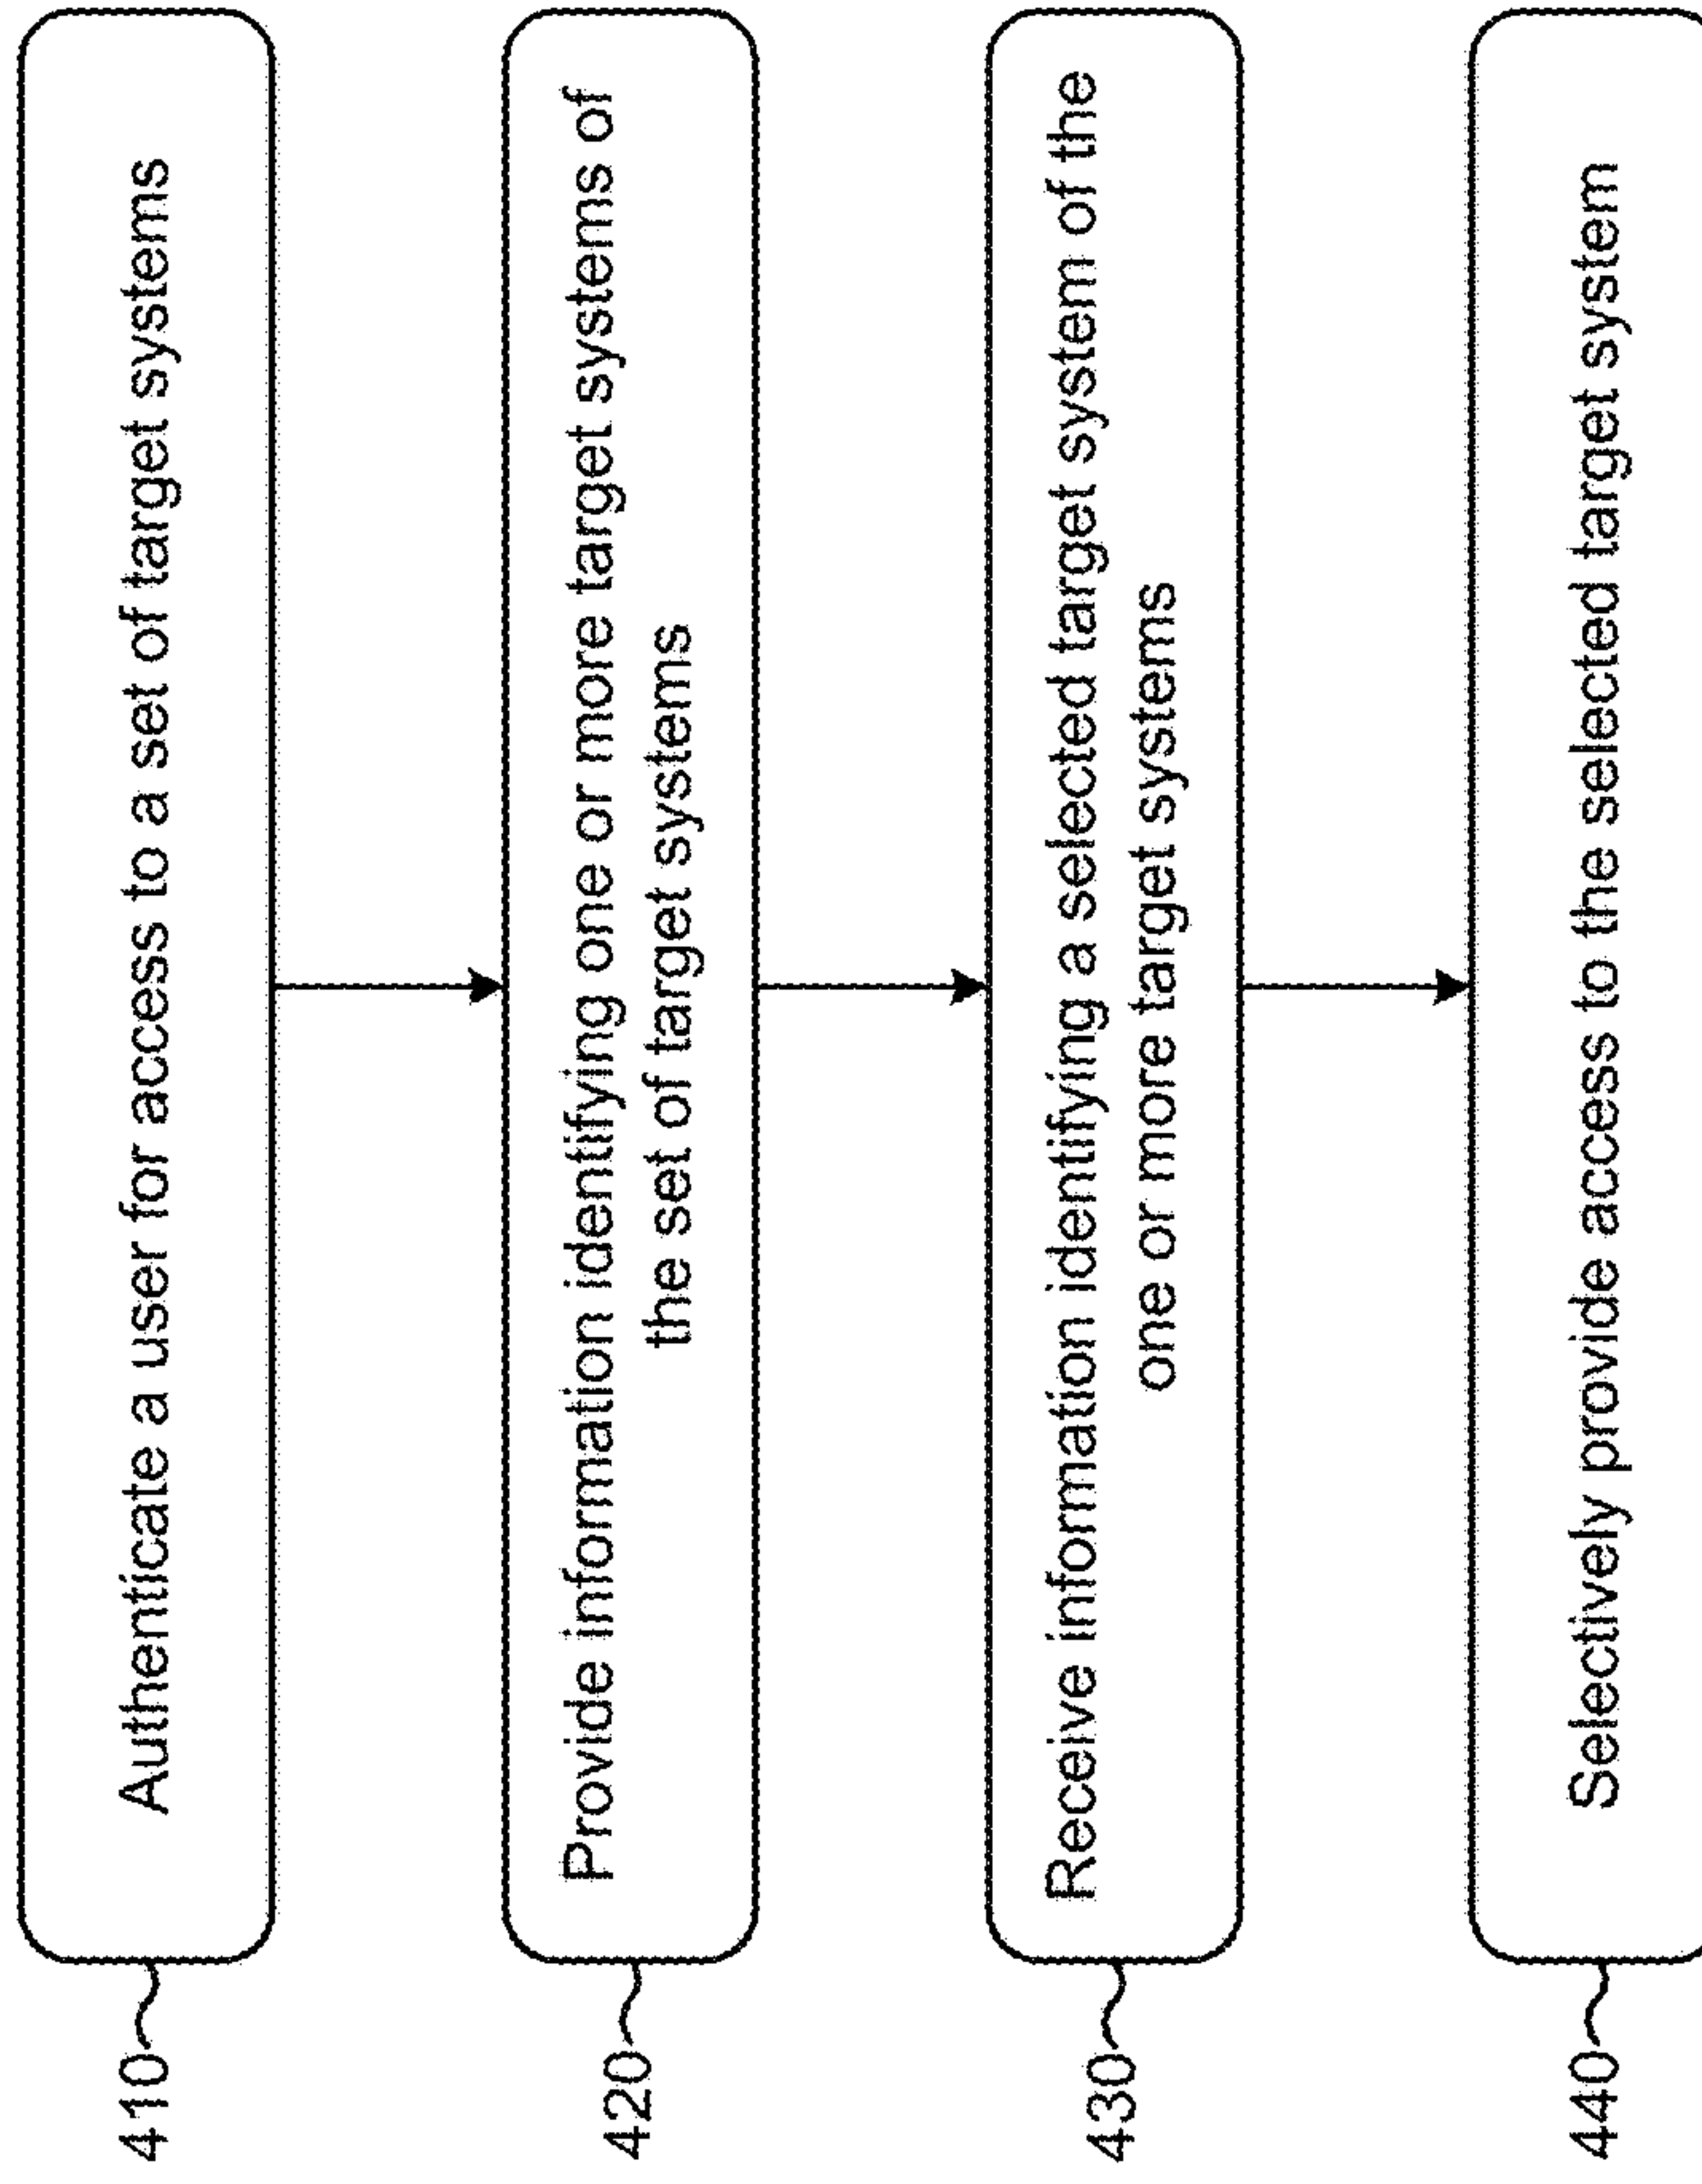 410
Authenticate a user for access to a set of target systems
420
Provide information identifying one or more target systems of
the set of target systems
430
Receive information identifying a selected target system of the
one or more target systems
440
Selectively provide access to the selected target system